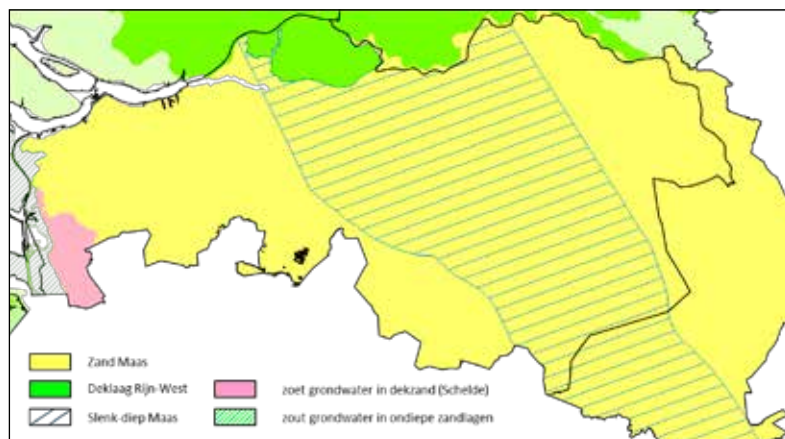 Zand Maas
Deklaag Rijn-West
Slenk-diep Maas
zoet grondwater in dekzand (Schelde)
zout grondwater in ondiepe zandlagen